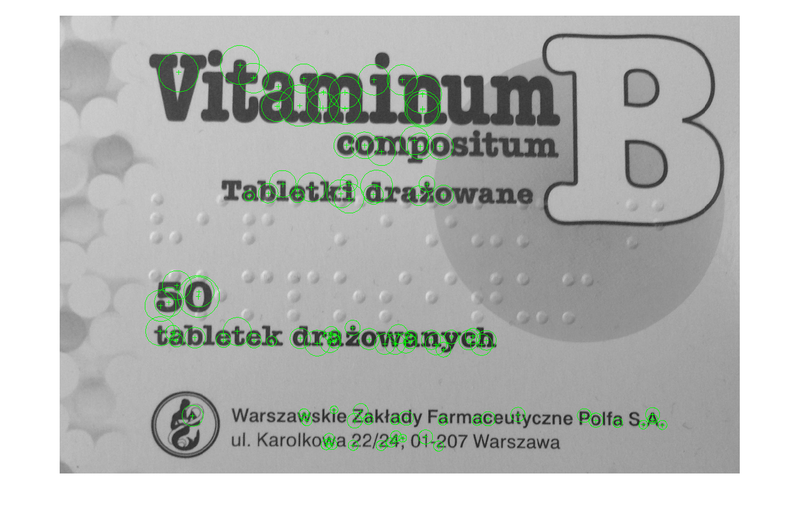 Vitaminum B
compositum
Tabletki drażowane
50
tabletek drażowanych
Warszawskie Zakłady Farmaceutyczne Polfa S.A.
ul. Karolkowa 22/24, 01-207 Warszawa